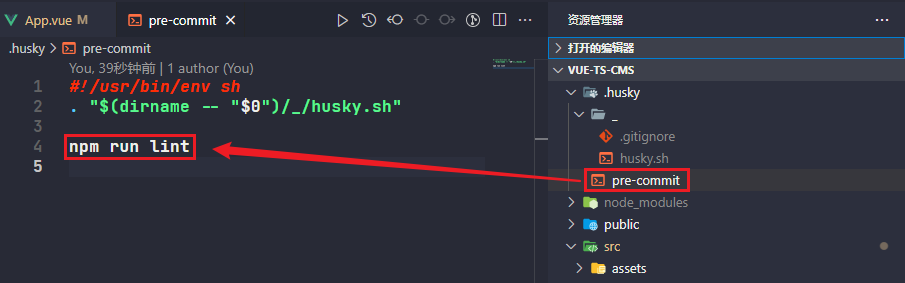 App.vue M
pre-commit
.husky > pre-commit
You, 39秒钟前 | 1 author (You)
1 #!/usr/bin/env sh
2 . "$(dirname -- "$0")/_/husky.sh"
3
4 npm run lint
5
资源管理器
打开的编辑器
VUE-TS-CMS
.husky
_
.gitignore
husky.sh
pre-commit
node_modules
public
src
assets